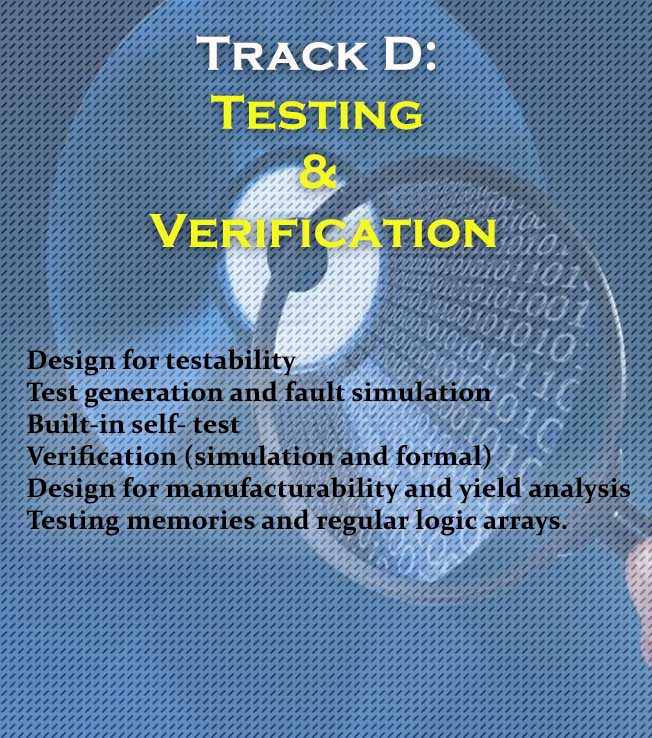 Track D:
Testing
&
Verification
Design for testability
Test generation and fault simulation
Built-in self- test
Verification (simulation and formal)
Design for manufacturability and yield analysis
Testing memories and regular logic arrays.